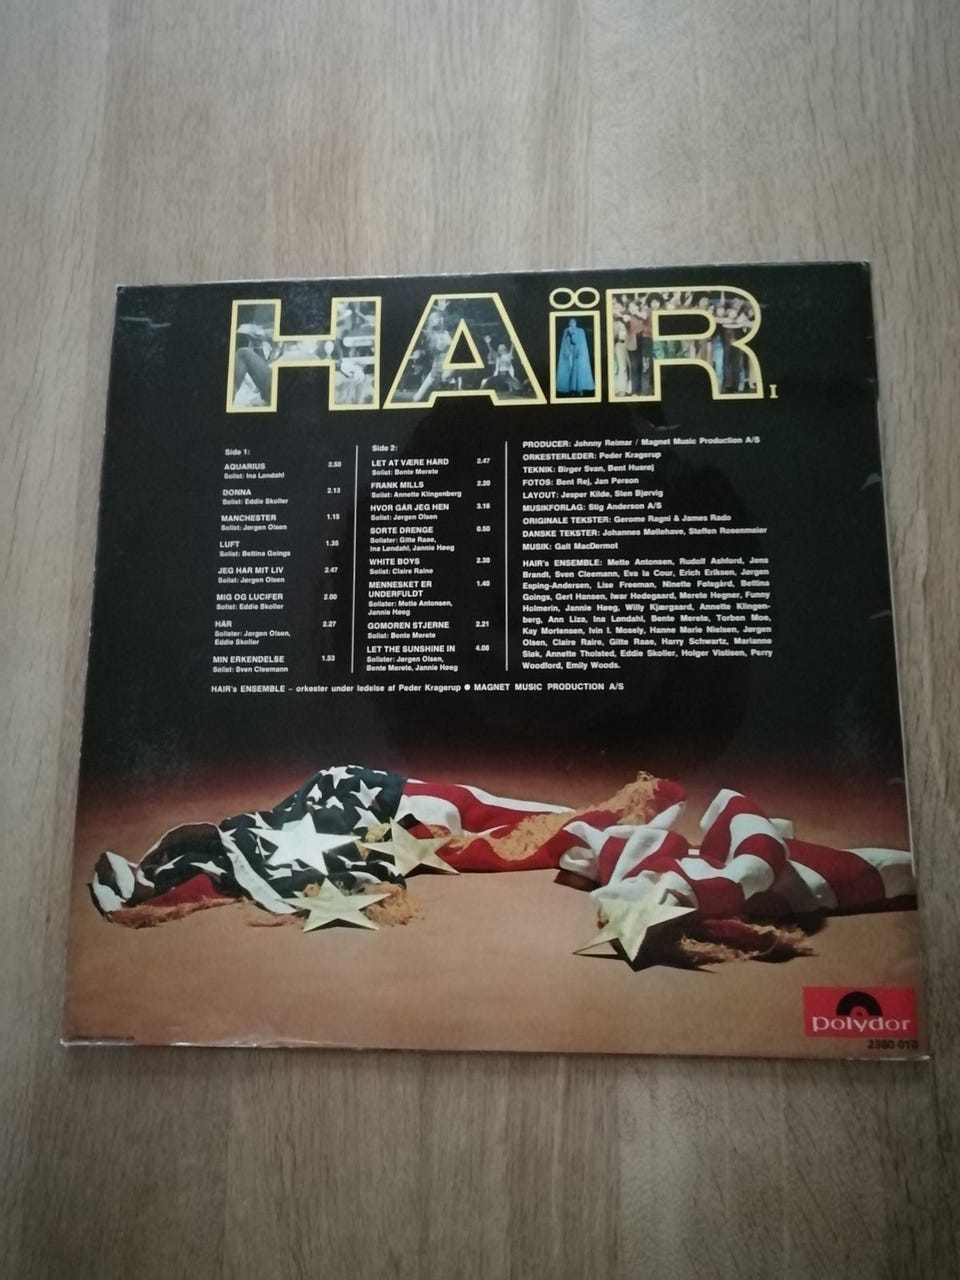 HAïR
I
Side 1:
AQUARIUS 2.50
Solist: Ina Løndahl
DONNA 2.13
Solist: Eddie Skoller
MANCHESTER 1.15
Solist: Jørgen Olsen
LUFT 1.35
Solist: Bettina Goings
JEG HAR MIT LIV 2.47
Solist: Jørgen Olsen
MIG OG LUCIFER 2.00
Solist: Eddie Skoller
HÅR 2.27
Solister: Jørgen Olsen,
Eddie Skoller
MIN ERKENDELSE 1.53
Solist: Sven Cleemann
Side 2:
LET AT VÆRE HÅRD 2.47
Solist: Bente Merete
FRANK MILLS 2.20
Solist: Annette Klingenberg
HVOR GÅR JEG HEN 3.16
Solist: Jørgen Olsen
SORTE DRENGE 0.50
Solister: Gitte Raae,
Ina Løndahl, Jannie Høeg
WHITE BOYS 2.30
Solist: Claire Raine
MENNESKET ER 1.40
UNDERFULDT
Solister: Mette Antonsen,
Jannie Høeg
GOMOREN STJERNE 2.21
Solist: Bente Merete
LET THE SUNSHINE IN 4.08
Solister: Jørgen Olsen,
Bente Merete, Jannie Høeg
PRODUCER: Johnny Reimar / Magnet Music Production A/S
ORKESTERLEDER: Peder Kragerup
TEKNIK: Birger Svan, Bent Husrøj
FOTOS: Bent Rej, Jan Persson
LAYOUT: Jesper Kilde, Sten Bjørvig
MUSIKFORLAG: Stig Anderson A/S
ORIGINALE TEKSTER: Gerome Ragni & James Rado
DANSKE TEKSTER: Johannes Møllehave, Steffen Rosenmeier
MUSIK: Galt MacDermot
HAIR's ENSEMBLE: Mette Antonsen, Rudolf Ashford, Jens
Brandt, Sven Cleemann, Eva la Cour, Erich Eriksen, Jørgen
Esping-Andersen, Lise Freeman, Ninette Følsgård, Bettina
Goings, Gert Hansen, Iwar Hedegaard, Merete Hegner, Funny
Holmerin, Jannie Høeg, Willy Kjærgaard, Annette Klingen-
berg, Ann Liza, Ina Løndahl, Bente Merete, Torben Moe,
Kay Mortensen, Ivin I. Mosely, Hanne Marie Nielsen, Jørgen
Olsen, Claire Raire, Gitte Raae, Harry Schwartz, Marianne
Sløk, Annette Tholsted, Eddie Skoller, Holger Vistisen, Perry
Woodford, Emily Woods.
HAIR's ENSEMBLE – orkester under ledelse af Peder Kragerup ● MAGNET MUSIC PRODUCTION A/S
polydor
2380 010